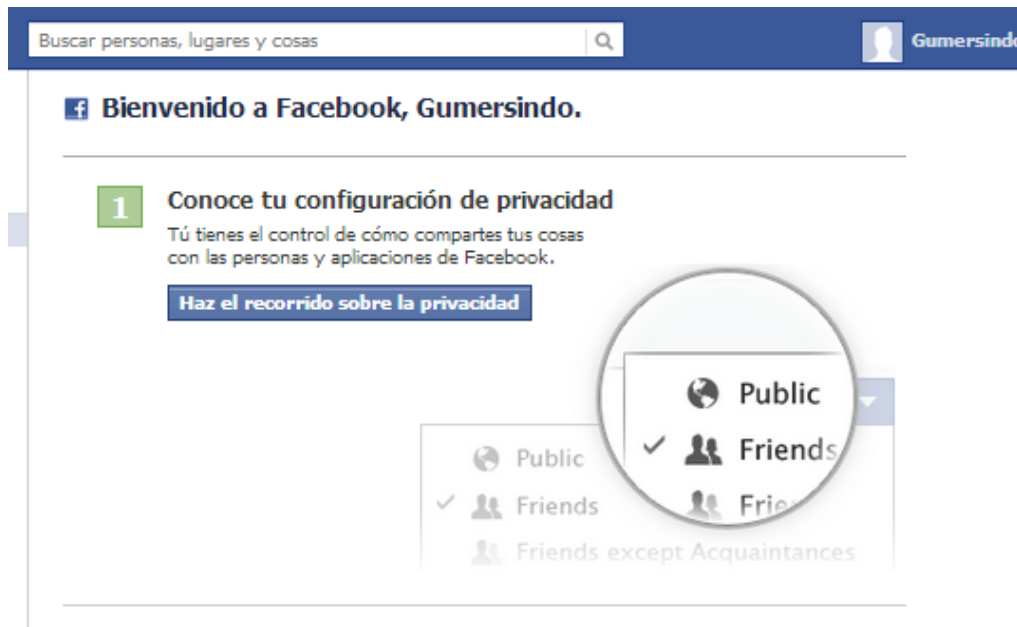 Buscar personas, lugares y cosas
Gumersindo
Bienvenido a Facebook, Gumersindo.
1
Conoce tu configuración de privacidad
Tú tienes el control de cómo compartes tus cosas
con las personas y aplicaciones de Facebook.
Haz el recorrido sobre la privacidad
Public
Friends
Public
Friends
Friends except Acquaintances